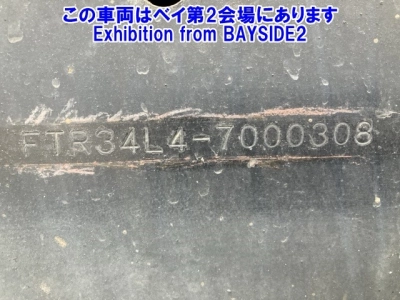 この車両はベイ第2会場にあります
Exhibition from BAYSIDE2
FTR34L4-7000308